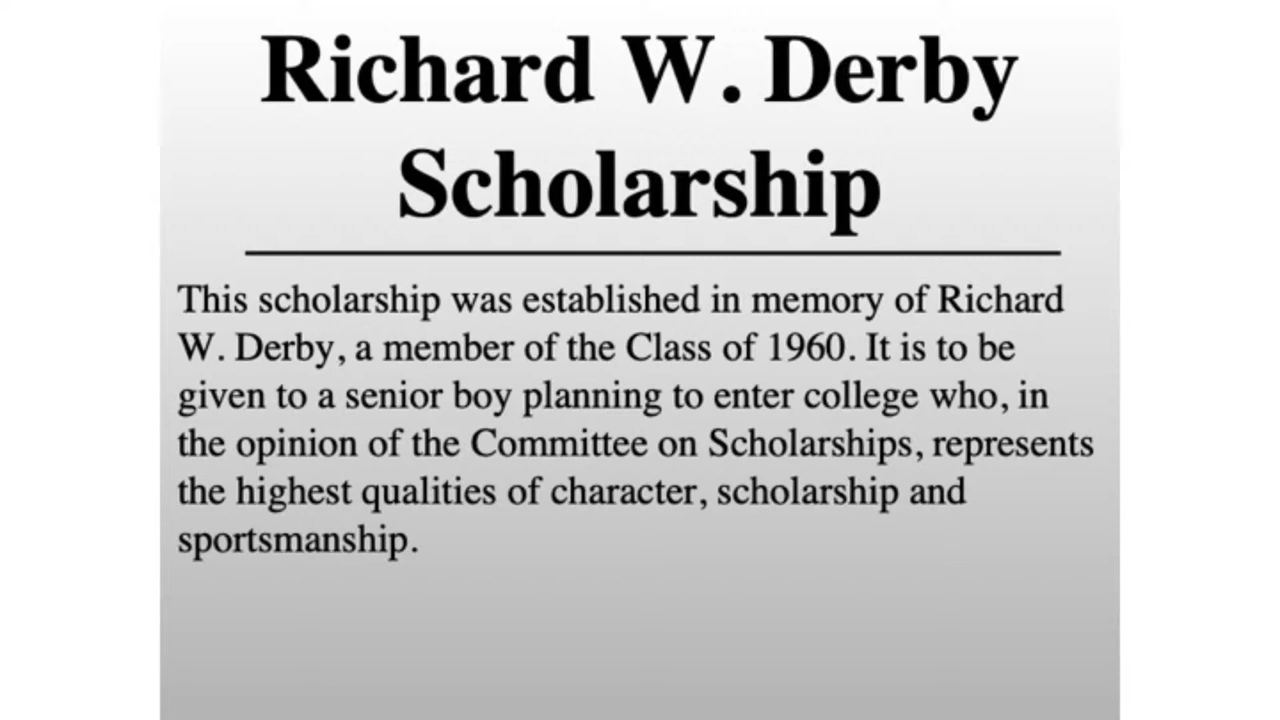 Richard W. Derby
Scholarship
This scholarship was established in memory of Richard
W. Derby, a member of the Class of 1960. It is to be
given to a senior boy planning to enter college who, in
the opinion of the Committee on Scholarships, represents
the highest qualities of character, scholarship and
sportsmanship.